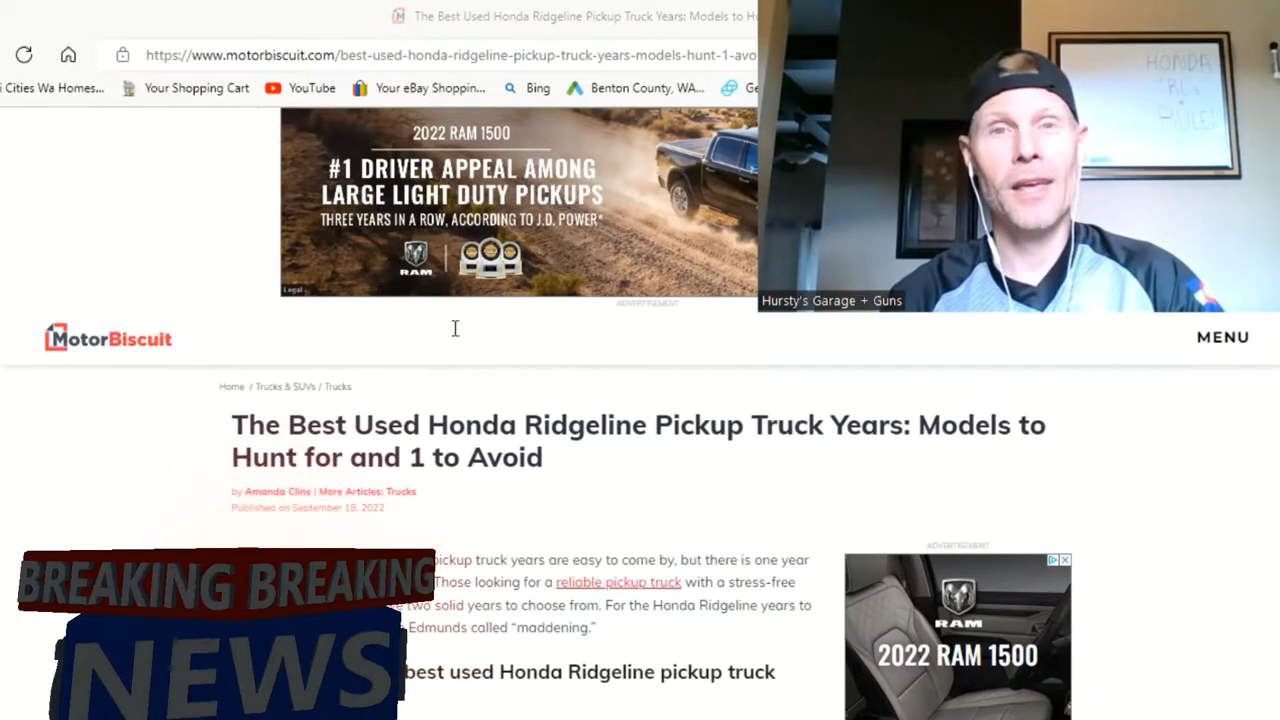 The Best Used Honda Ridgeline Pickup Truck Years: Models to Hu
https://www.motorbiscuit.com/best-used-honda-ridgeline-pickup-truck-years-models-hunt-1-avo
i Cities Wa Homes... Your Shopping Cart YouTube Your eBay Shoppin... Bing Benton County, WA... Ge
2022 RAM 1500
#1 DRIVER APPEAL AMONG
LARGE LIGHT DUTY PICKUPS
THREE YEARS IN A ROW, ACCORDING TO J.D. POWER*
RAM
Legal
ADVERTISEMENT
HONDA
RULE
Hursty's Garage + Guns
MotorBiscuit
MENU
Home / Trucks & SUVs / Trucks
The Best Used Honda Ridgeline Pickup Truck Years: Models to
Hunt for and 1 to Avoid
by Amanda Cline | More Articles: Trucks
Published on September 18, 2022
pickup truck years are easy to come by, but there is one year
Those looking for a reliable pickup truck with a stress-free
two solid years to choose from. For the Honda Ridgeline years to
Edmunds called "maddening."
best used Honda Ridgeline pickup truck
BREAKING BREAKING
NEWS
ADVERTISEMENT
RAM
2022 RAM 1500